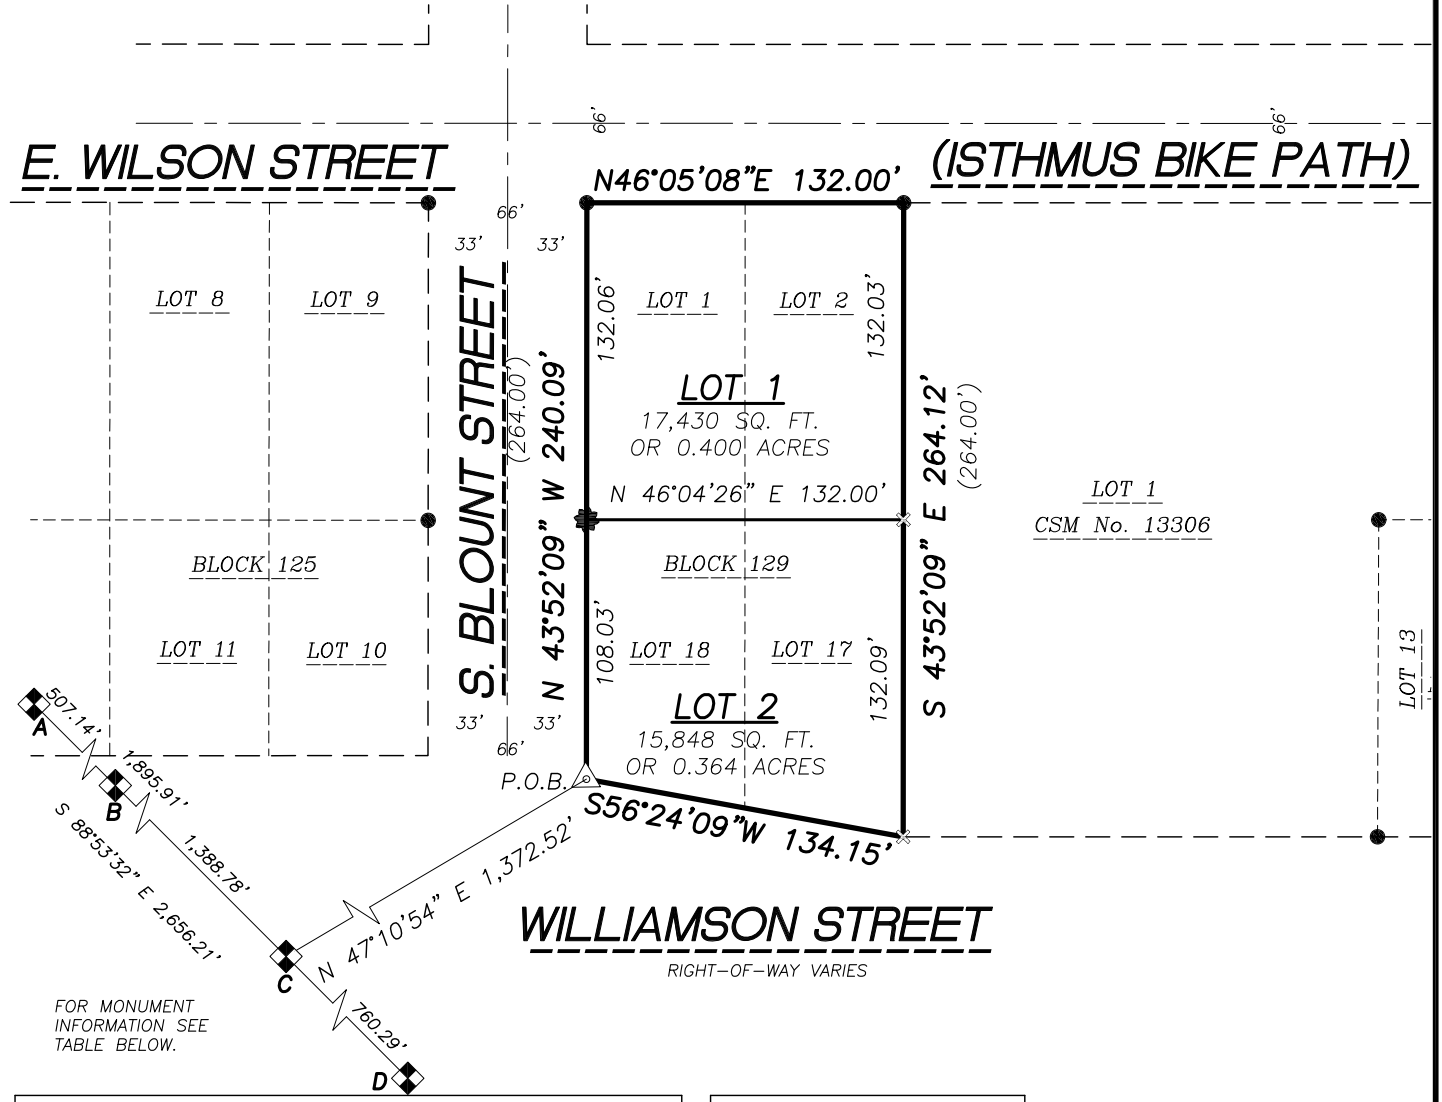 66'
66'
E. WILSON STREET
(ISTHMUS BIKE PATH)
N46°05'08"E 132.00'
66'
33'
33'
LOT 8
LOT 9
S. BLOUNT STREET
(264.00')
N 43°52'09" W 240.09'
132.06'
LOT 1
LOT 2
132.03'
LOT 1
17,430 SQ. FT.
OR 0.400 ACRES
N 46°04'26" E 132.00'
S 43°52'09" E 264.12'
(264.00')
LOT 1
CSM No. 13306
BLOCK 125
BLOCK 129
LOT 11
LOT 10
108.03'
LOT 18
LOT 17
132.09'
LOT 13
LOT 2
15,848 SQ. FT.
OR 0.364 ACRES
33'
33'
66'
P.O.B.
S56°24'09"W 134.15'
A
507.14'
B
1,895.91'
S 88°53'32" E 2,656.21'
1,388.78'
N 47°10'54" E 1,372.52'
C
760.29'
D
WILLIAMSON STREET
RIGHT-OF-WAY VARIES
FOR MONUMENT
INFORMATION SEE
TABLE BELOW.